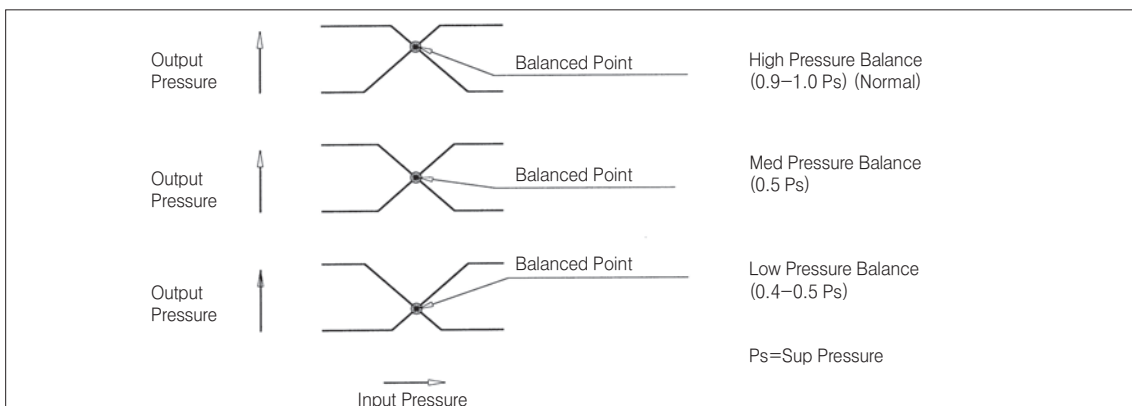 Output
Pressure
Balanced Point
High Pressure Balance
(0.9–1.0 Ps) (Normal)
Output
Pressure
Balanced Point
Med Pressure Balance
(0.5 Ps)
Output
Pressure
Balanced Point
Low Pressure Balance
(0.4–0.5 Ps)
Ps=Sup Pressure
Input Pressure